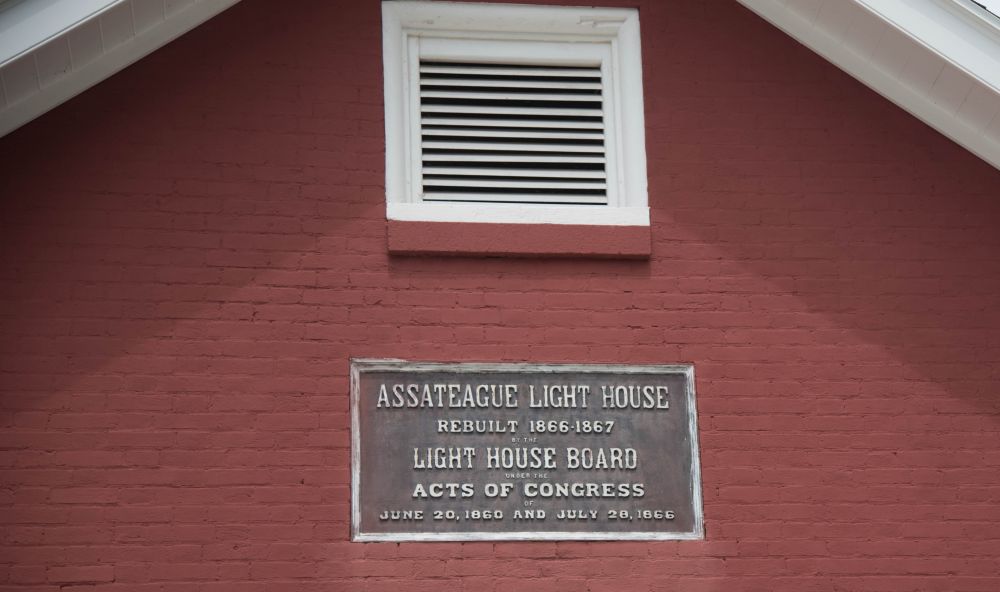 ASSATEAGUE LIGHT HOUSE
REBUILT 1866-1867
BY THE
LIGHT HOUSE BOARD
UNDER THE
ACTS OF CONGRESS
OF
JUNE 20, 1860 AND JULY 28, 1866